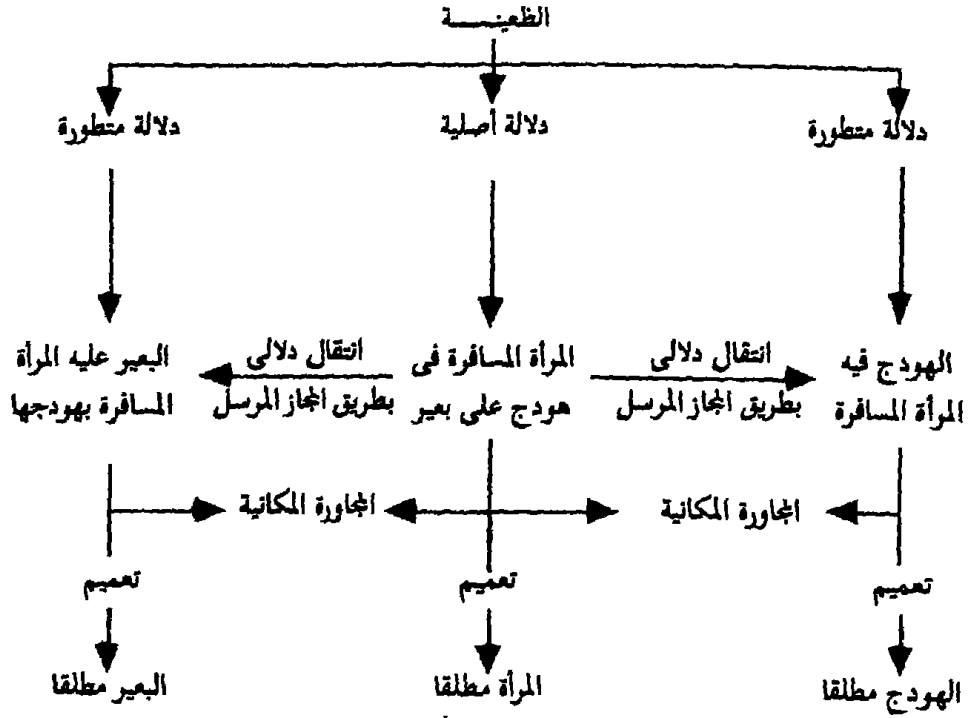 الظعينـــــة
دلالة متطورة
دلالة أصلية
دلالة متطورة
الهودج فيه
المرأة المسافرة
انتقال دلالى
بطريق المجاز المرسل
المرأة المسافرة فى
هودج على بعير
انتقال دلالى
بطريق المجاز المرسل
البعير عليه المرأة
المسافرة بهودجها
المجاورة المكانية
المجاورة المكانية
تعميم
تعميم
تعميم
الهودج مطلقا
المرأة مطلقا
البعير مطلقا